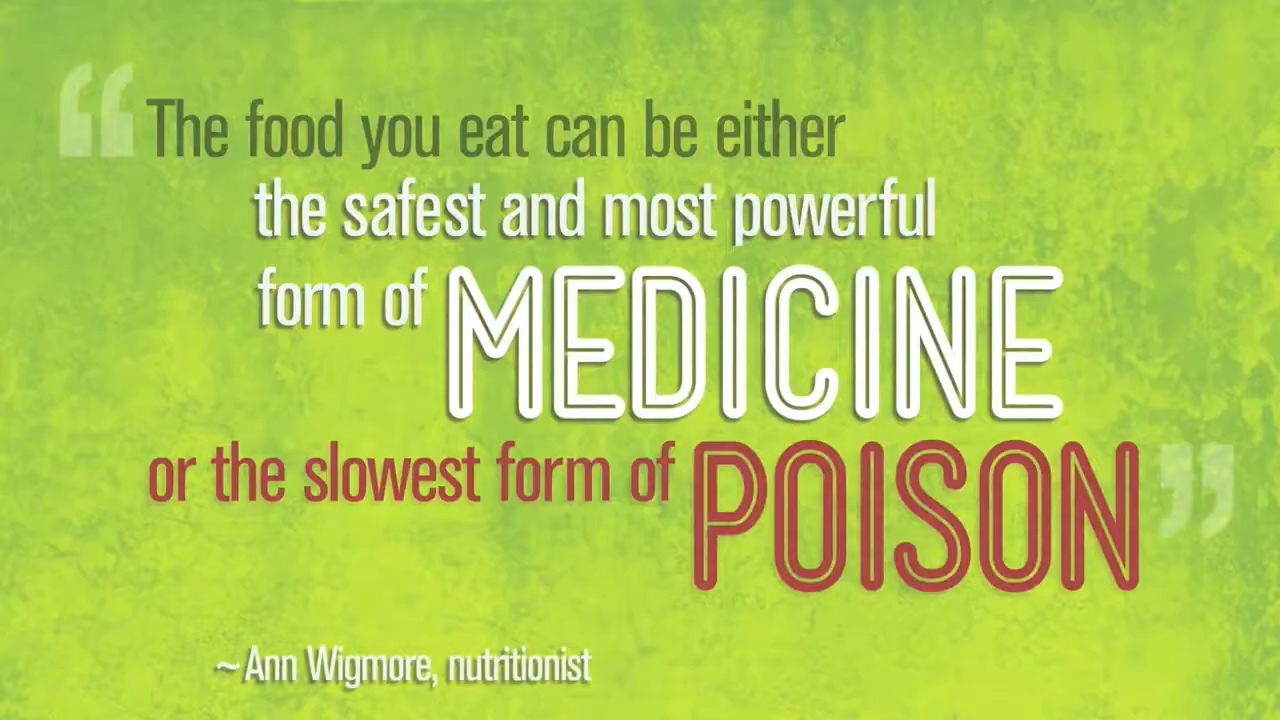 “The food you eat can be either
the safest and most powerful
form of MEDICINE
or the slowest form of POISON”
~Ann Wigmore, nutritionist